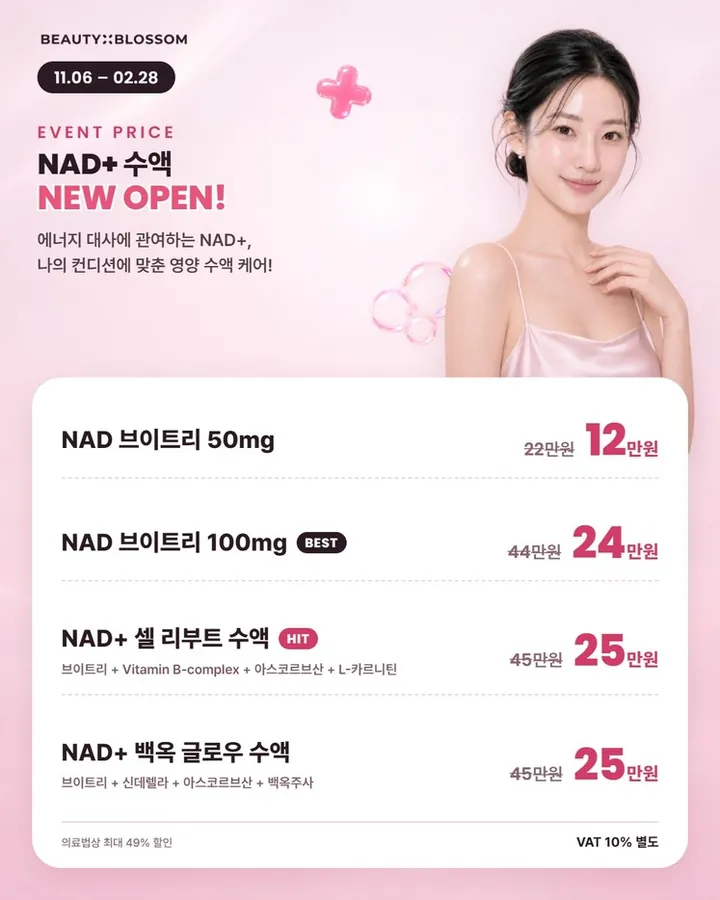 BEAUTY::BLOSSOM
11.06 – 02.28
EVENT PRICE
NAD+ 수액
NEW OPEN!
에너지 대사에 관여하는 NAD+,
나의 컨디션에 맞춘 영양 수액 케어!
NAD 브이트리 50mg 22만원 12만원
NAD 브이트리 100mg BEST 44만원 24만원
NAD+ 셀 리부트 수액 HIT 45만원 25만원
브이트리 + Vitamin B-complex + 아스코르브산 + L-카르니틴
NAD+ 백옥 글로우 수액 45만원 25만원
브이트리 + 신데렐라 + 아스코르브산 + 백옥주사
의료법상 최대 49% 할인 VAT 10% 별도